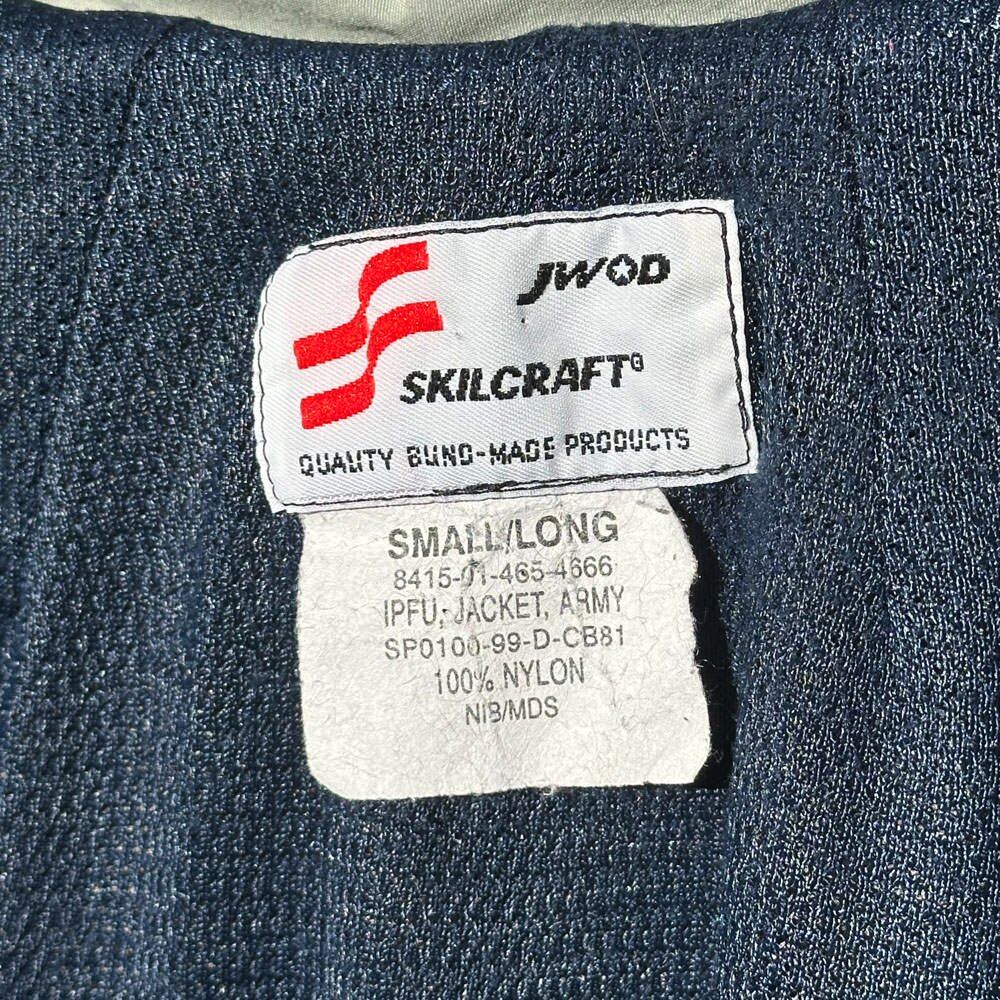 JWOD
SKILCRAFT®
QUALITY BLIND-MADE PRODUCTS
SMALL/LONG
8415-01-465-4666
IPFU, JACKET, ARMY
SP0100-99-D-CB81
100% NYLON
NIB/MDS